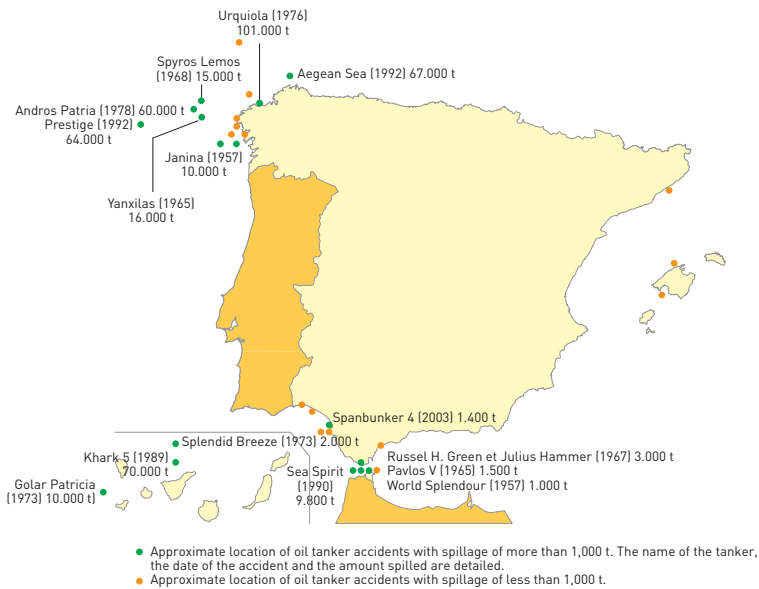 Urquiola (1976)
101.000 t
Spyros Lemos
(1968) 15.000 t
Aegean Sea (1992) 67.000 t
Andros Patria (1978) 60.000 t
Prestige (1992)
64.000 t
Janina (1957)
10.000 t
Yanxilas (1965)
16.000 t
Spanbunker 4 (2003) 1.400 t
Splendid Breeze (1973) 2.000 t
Khark 5 (1989)
70.000 t
Golar Patricia
(1973) 10.000 t)
Sea Spirit
(1990)
9.800 t
Russel H. Green et Julius Hammer (1967) 3.000 t
Pavlos V (1965) 1.500 t
World Splendour (1957) 1.000 t
Approximate location of oil tanker accidents with spillage of more than 1,000 t. The name of the tanker,
the date of the accident and the amount spilled are detailed.
Approximate location of oil tanker accidents with spillage of less than 1,000 t.